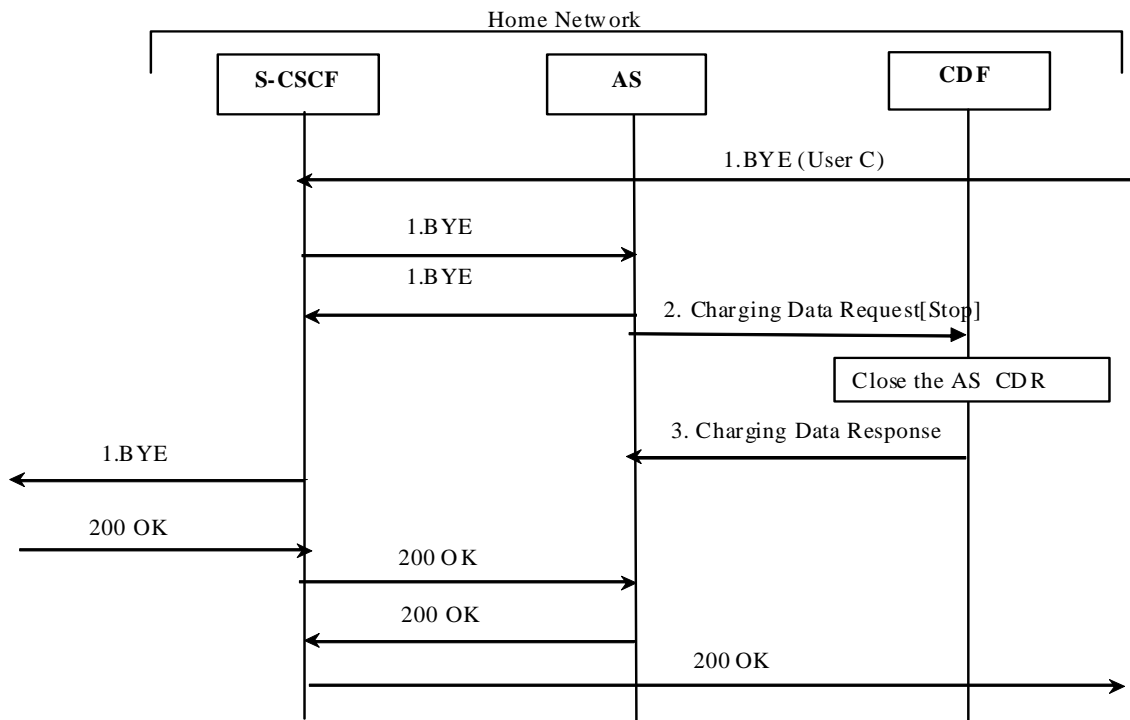 Home Network
S-CSCF
AS
CDF
1.BYE (User C)
1.BYE
1.BYE
2. Charging Data Request[Stop]
Close the AS CDR
3. Charging Data Response
1.BYE
200 OK
200 OK
200 OK
200 OK